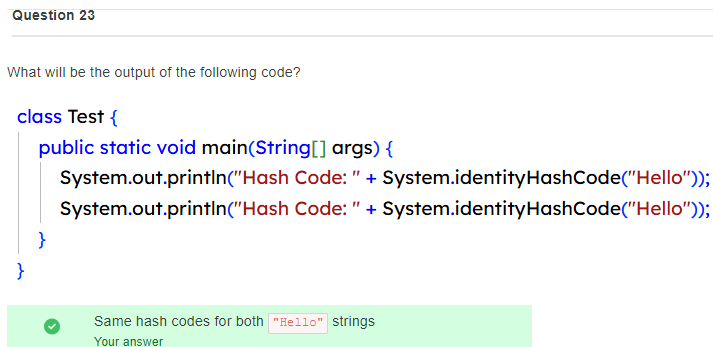 Question 23
What will be the output of the following code?
class Test {
public static void main(String[] args) {
System.out.println("Hash Code: " + System.identityHashCode("Hello"));
System.out.println("Hash Code: " + System.identityHashCode("Hello"));
}
}
Same hash codes for both "Hello" strings
Your answer